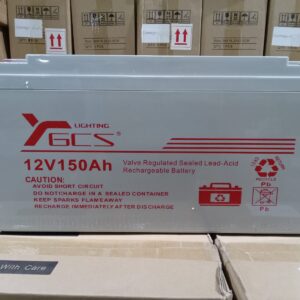 LIGHTING
YGCS®
12V150Ah
Valve Regulated Sealed Lead-Acid
Rechargeable Battery
CAUTION:
AVOID SHORT CIRCUIT
DO NOTCHARGE IN A SEALED CONTAINER
KEEP SPARKS FLAMEAWAY
RECHARGE IMMEDIATELY AFTER DISCHARGE
RECYCLE
Pb
Pb
With Care